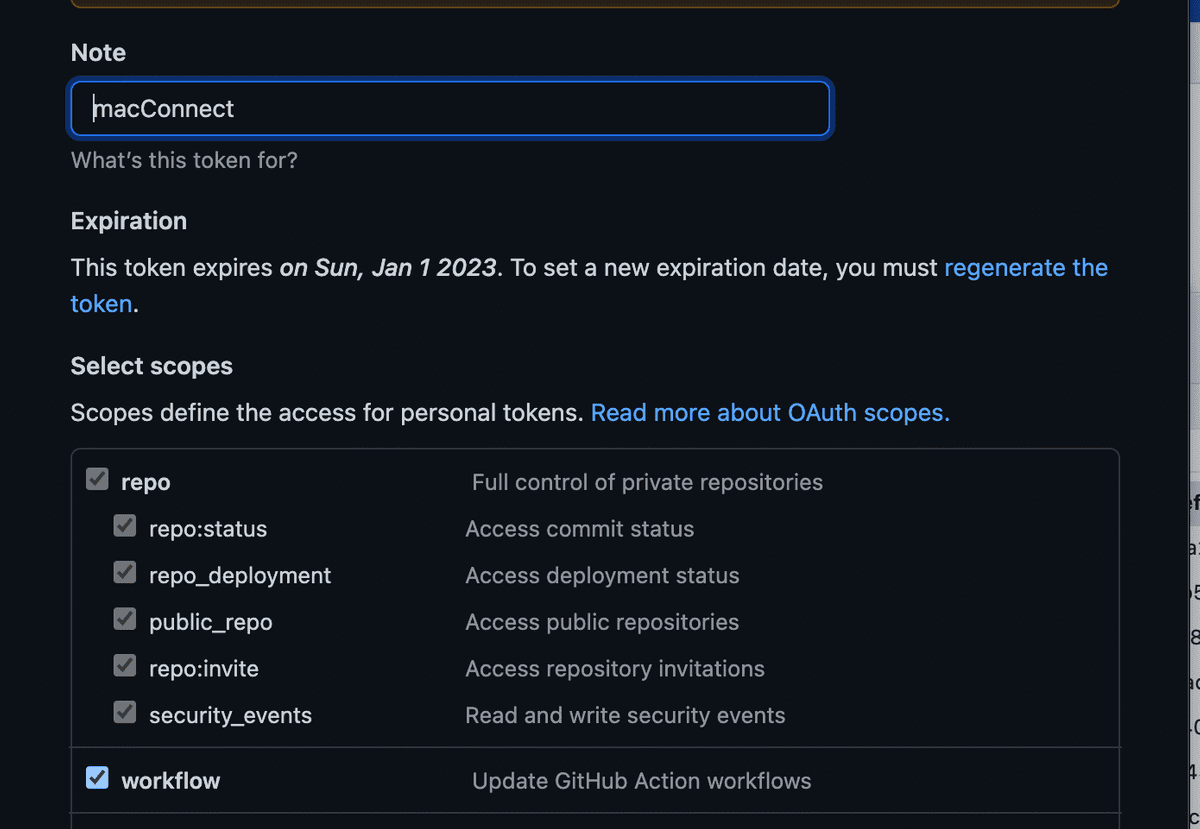 Note
macConnect
What's this token for?
Expiration
This token expires on Sun, Jan 1 2023. To set a new expiration date, you must regenerate the
token.
Select scopes
Scopes define the access for personal tokens. Read more about OAuth scopes.
repo Full control of private repositories
repo:status Access commit status
repo_deployment Access deployment status
public_repo Access public repositories
repo:invite Access repository invitations
security_events Read and write security events
workflow Update GitHub Action workflows